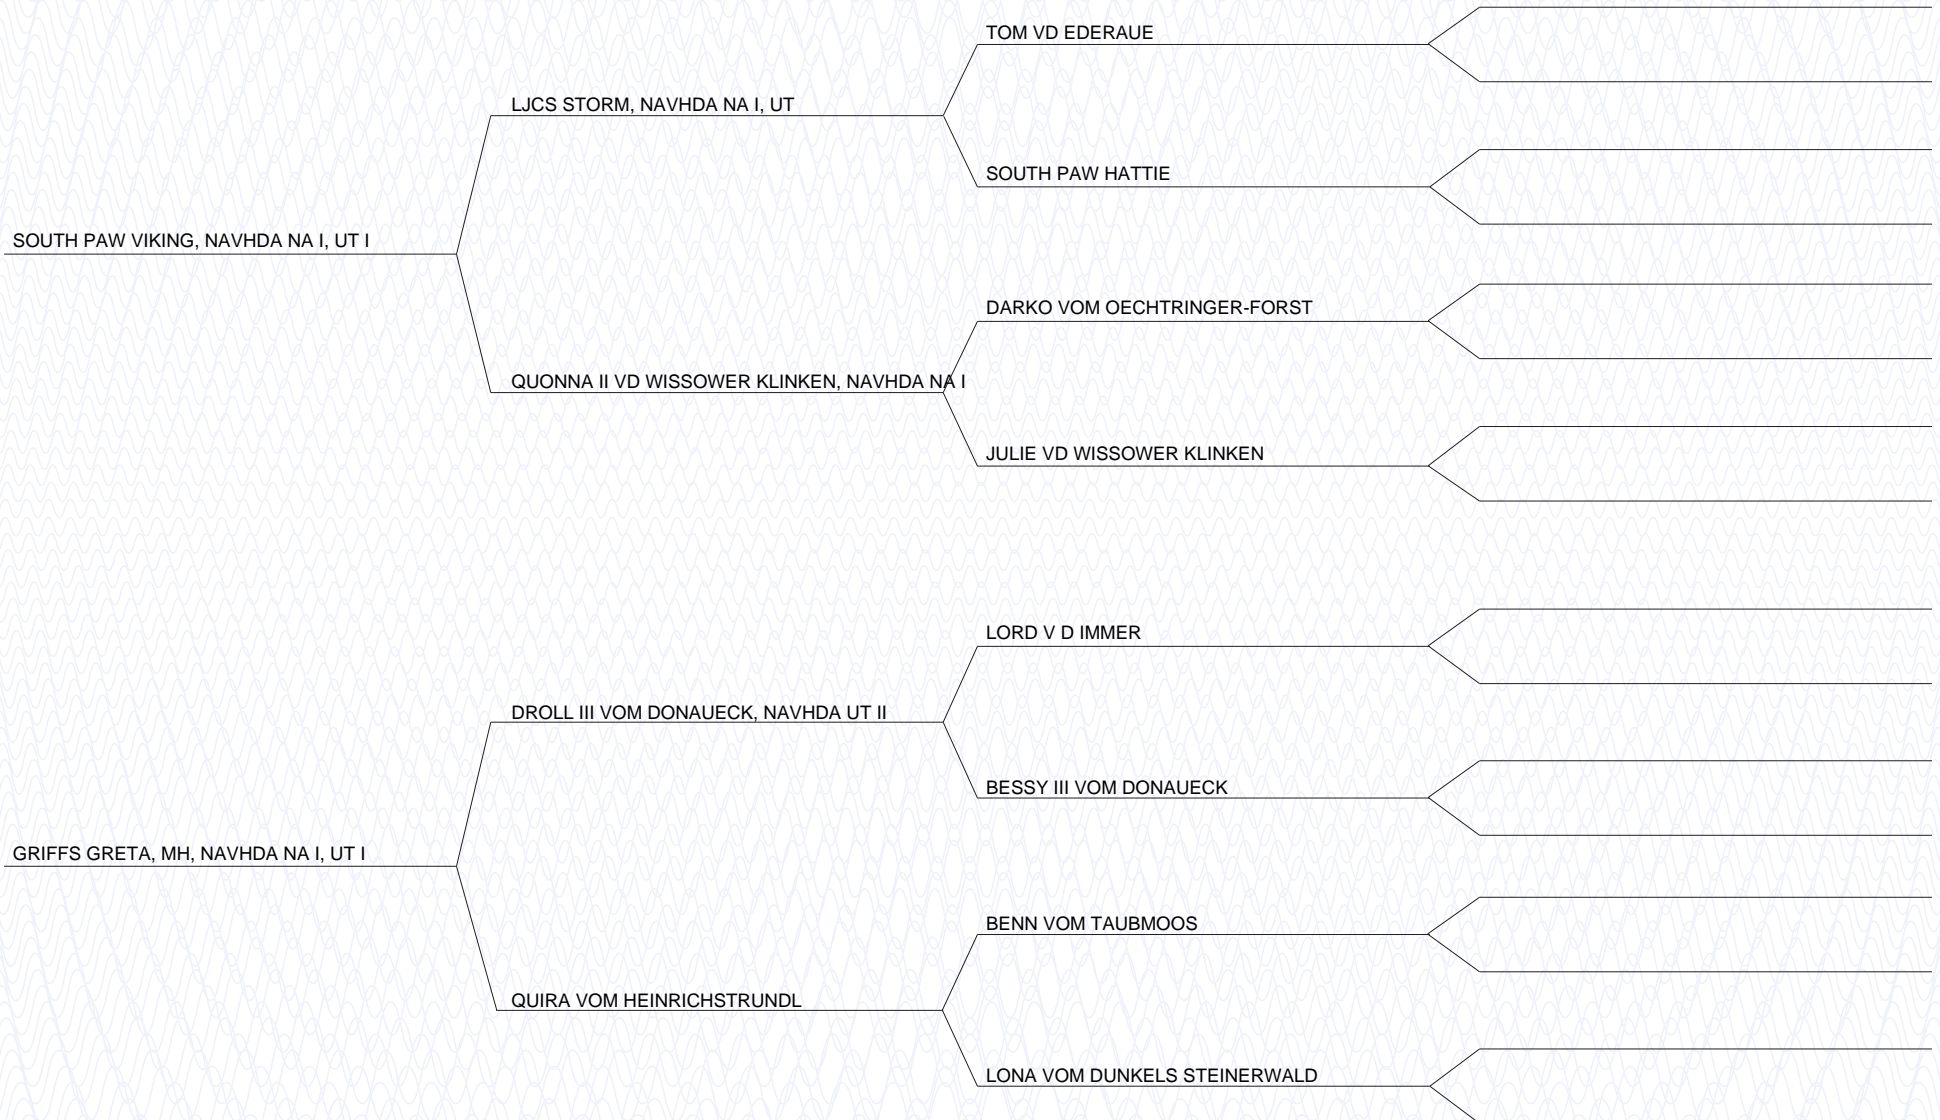 TOM VD EDERAUE
LJCS STORM, NAVHDA NA I, UT
SOUTH PAW HATTIE
SOUTH PAW VIKING, NAVHDA NA I, UT I
DARKO VOM OECHTRINGER-FORST
QUONNA II VD WISSOWER KLINKEN, NAVHDA NA I
JULIE VD WISSOWER KLINKEN
LORD V D IMMER
DROLL III VOM DONAUECK, NAVHDA UT II
BESSY III VOM DONAUECK
GRIFFS GRETA, MH, NAVHDA NA I, UT I
BENN VOM TAUBMOOS
QUIRA VOM HEINRICHSTRUNDL
LONA VOM DUNKELS STEINERWALD